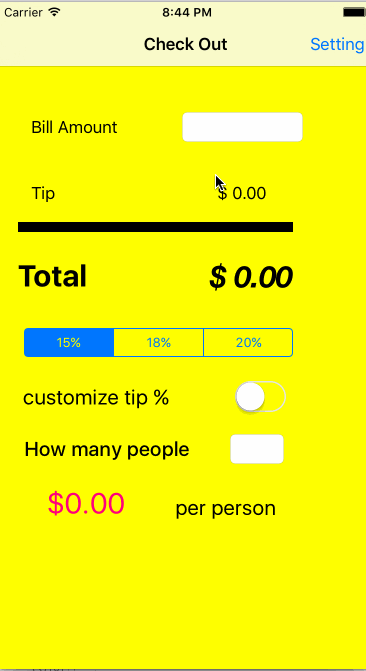 Carrier 8:44 PM
Check Out Setting
Bill Amount
Tip $ 0.00
Total $ 0.00
15% 18% 20%
customize tip %
How many people
$0.00 per person